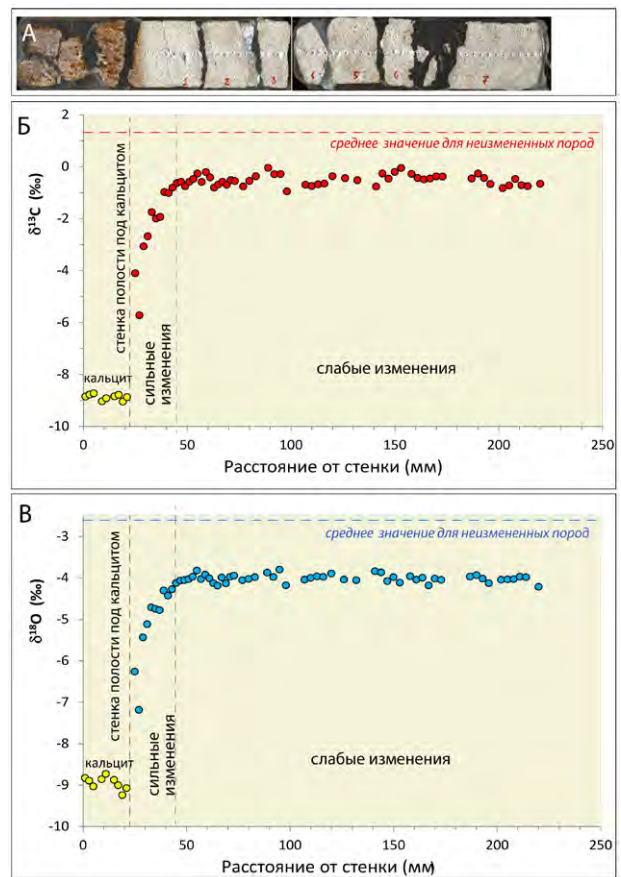 А
1 2 3 4 5 6 7
Б
2
0
-2
-4
-6
-8
-10
δ¹³C (‰)
среднее значение для неизмененных пород
стенка полости под кальцитом
сильные
изменения
кальцит
слабые изменения
0 50 100 150 200 250
Расстояние от стенки (мм)
В
-3
-4
-5
-6
-7
-8
-9
-10
δ¹⁸O (‰)
среднее значение для неизмененных пород
стенка полости под кальцитом
сильные
изменения
кальцит
слабые изменения
0 50 100 150 200 250
Расстояние от стенки (мм)